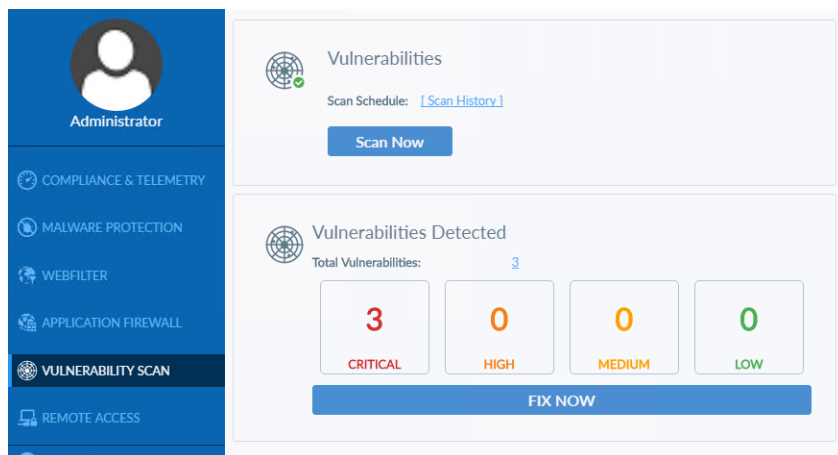 Administrator
COMPLIANCE & TELEMETRY
MALWARE PROTECTION
WEBFILTER
APPLICATION FIREWALL
VULNERABILITY SCAN
REMOTE ACCESS
Vulnerabilities
Scan Schedule: [ Scan History ]
Scan Now
Vulnerabilities Detected
Total Vulnerabilities: 3
3 0 0 0
CRITICAL HIGH MEDIUM LOW
FIX NOW